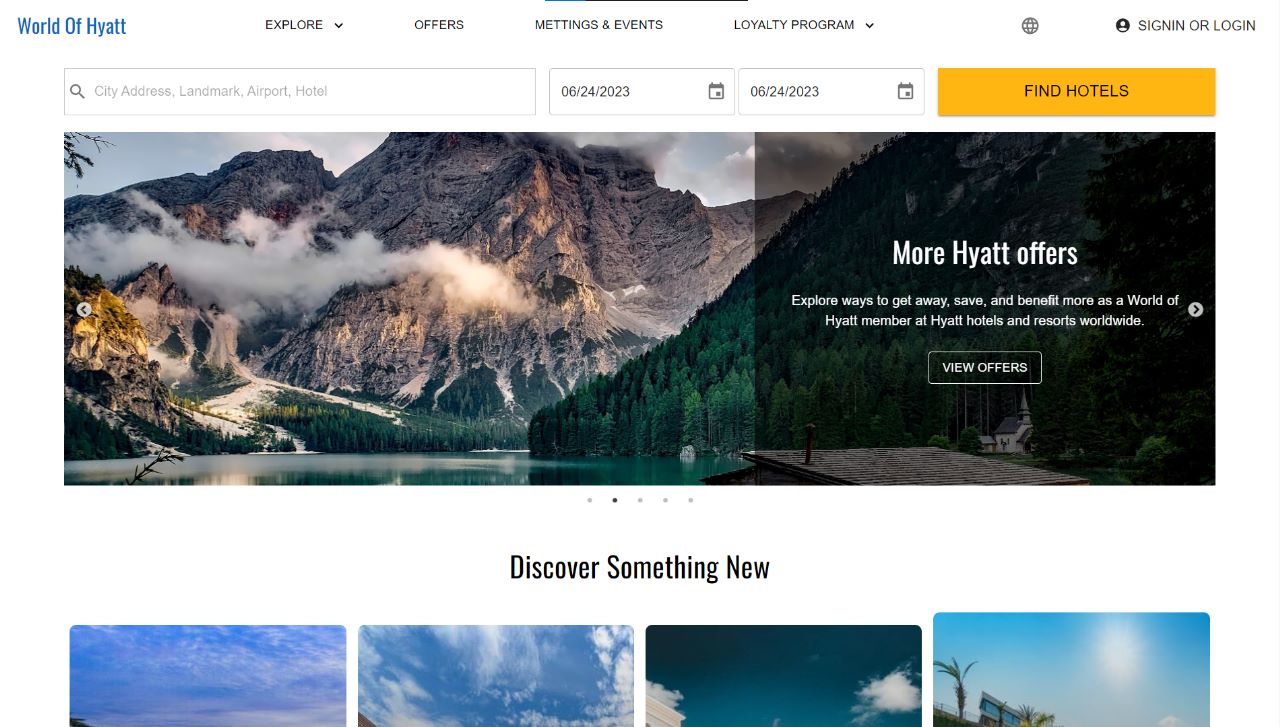 World Of Hyatt
EXPLORE
OFFERS
METTINGS & EVENTS
LOYALTY PROGRAM
SIGNIN OR LOGIN
City Address, Landmark, Airport, Hotel
06/24/2023
06/24/2023
FIND HOTELS
More Hyatt offers
Explore ways to get away, save, and benefit more as a World of
Hyatt member at Hyatt hotels and resorts worldwide.
VIEW OFFERS
Discover Something New